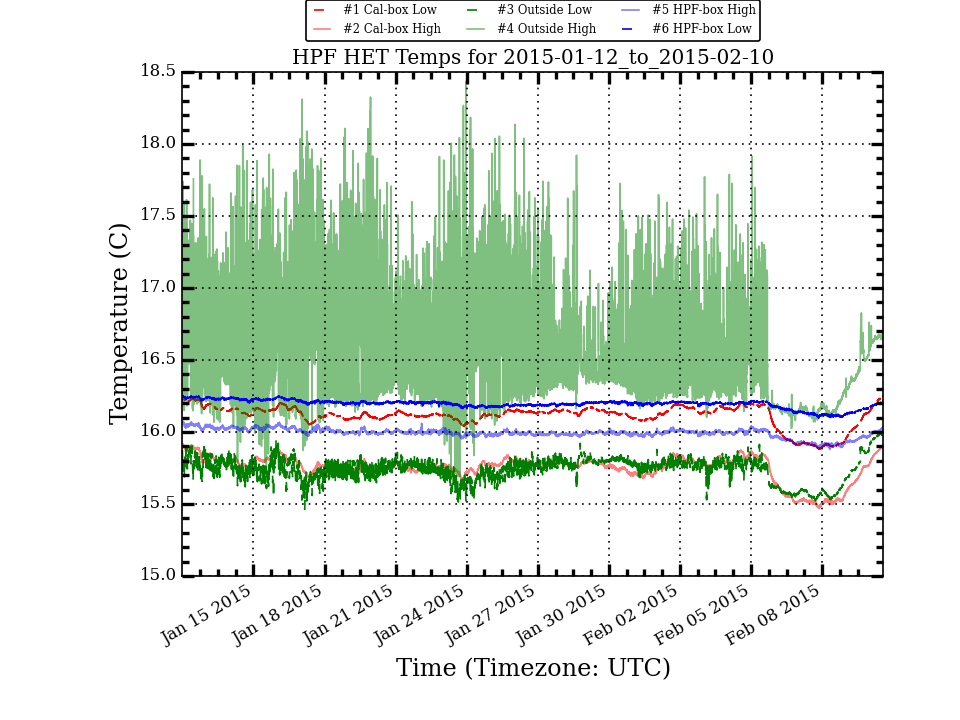 #1 Cal-box Low #3 Outside Low #5 HPF-box High
#2 Cal-box High #4 Outside High #6 HPF-box Low
HPF HET Temps for 2015-01-12_to_2015-02-10
18.5
18.0
17.5
17.0
16.5
16.0
15.5
15.0
Temperature (C)
Jan 15 2015 Jan 18 2015 Jan 21 2015 Jan 24 2015 Jan 27 2015 Jan 30 2015 Feb 02 2015 Feb 05 2015 Feb 08 2015
Time (Timezone: UTC)